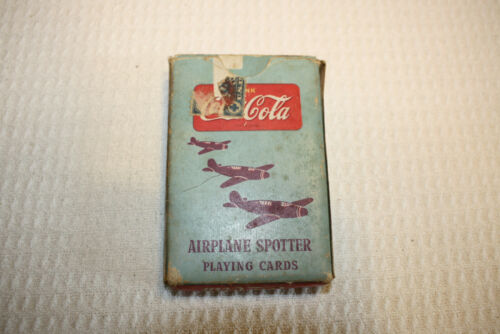 Cola
AIRPLANE SPOTTER
PLAYING CARDS